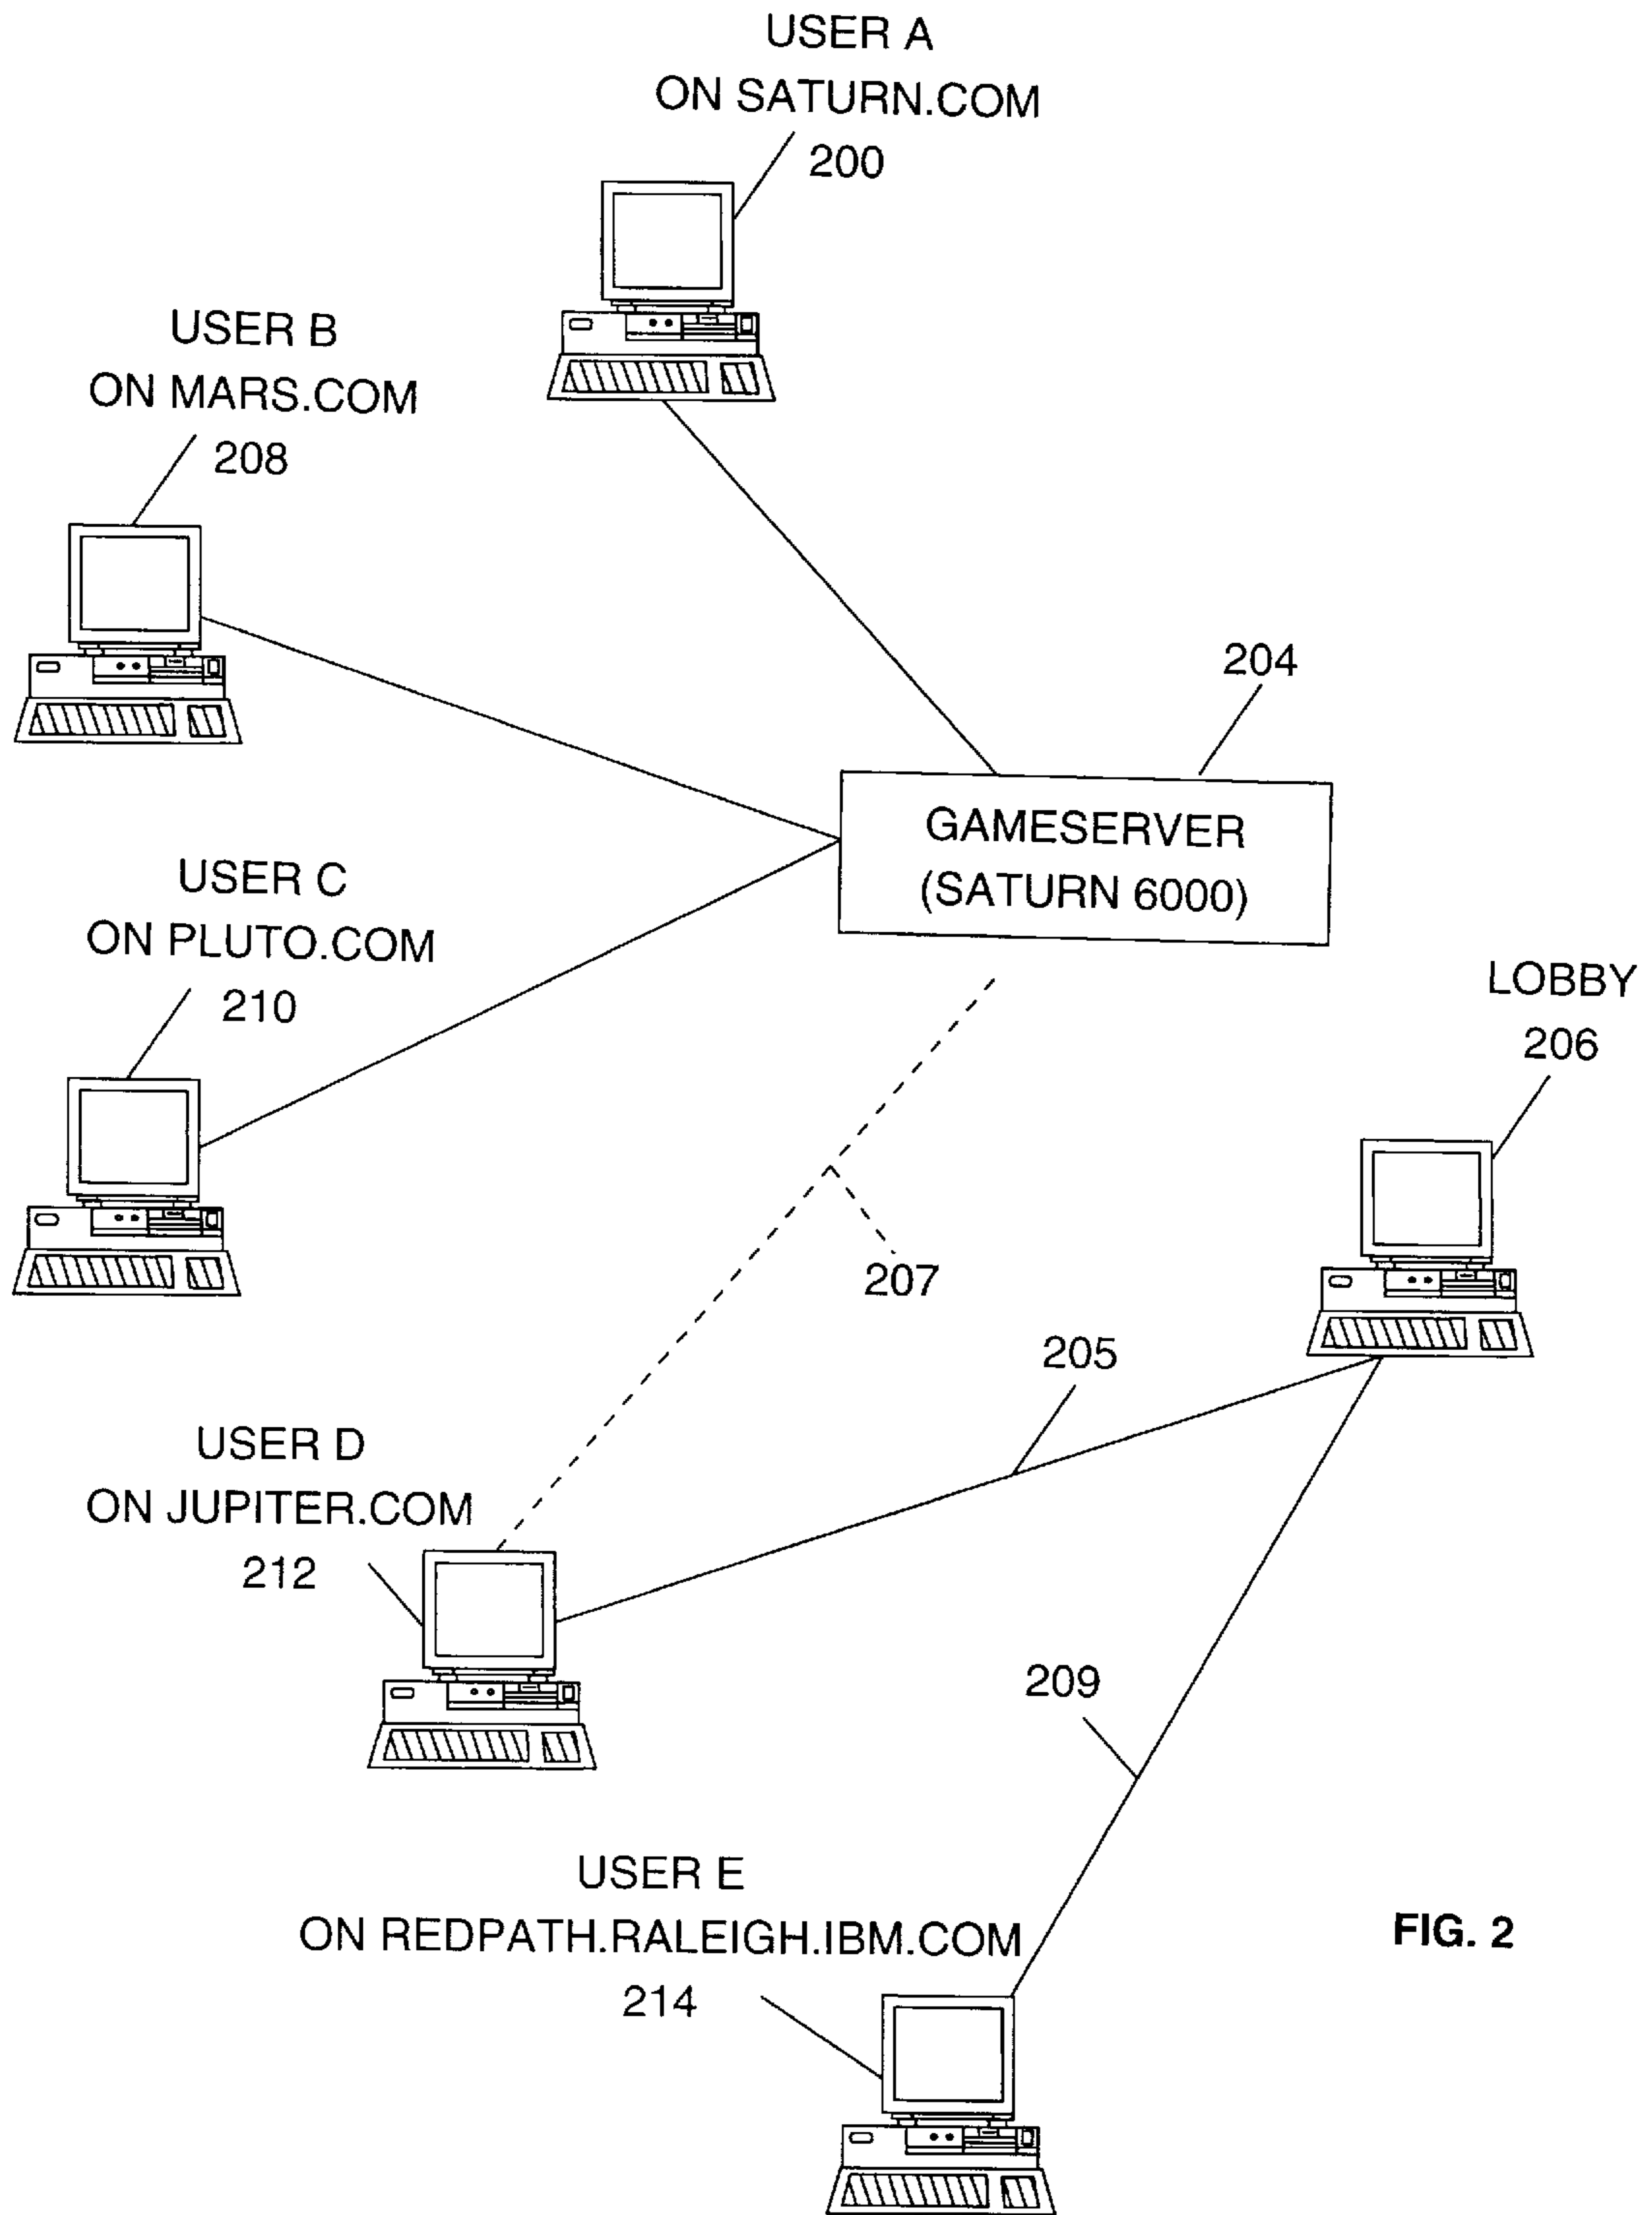 USER A
ON SATURN.COM
200
USER B
ON MARS.COM
208
204
GAMESERVER
(SATURN 6000)
USER C
ON PLUTO.COM
210
LOBBY
206
207
205
USER D
ON JUPITER.COM
212
209
USER E
ON REDPATH.RALEIGH.IBM.COM
214
FIG. 2